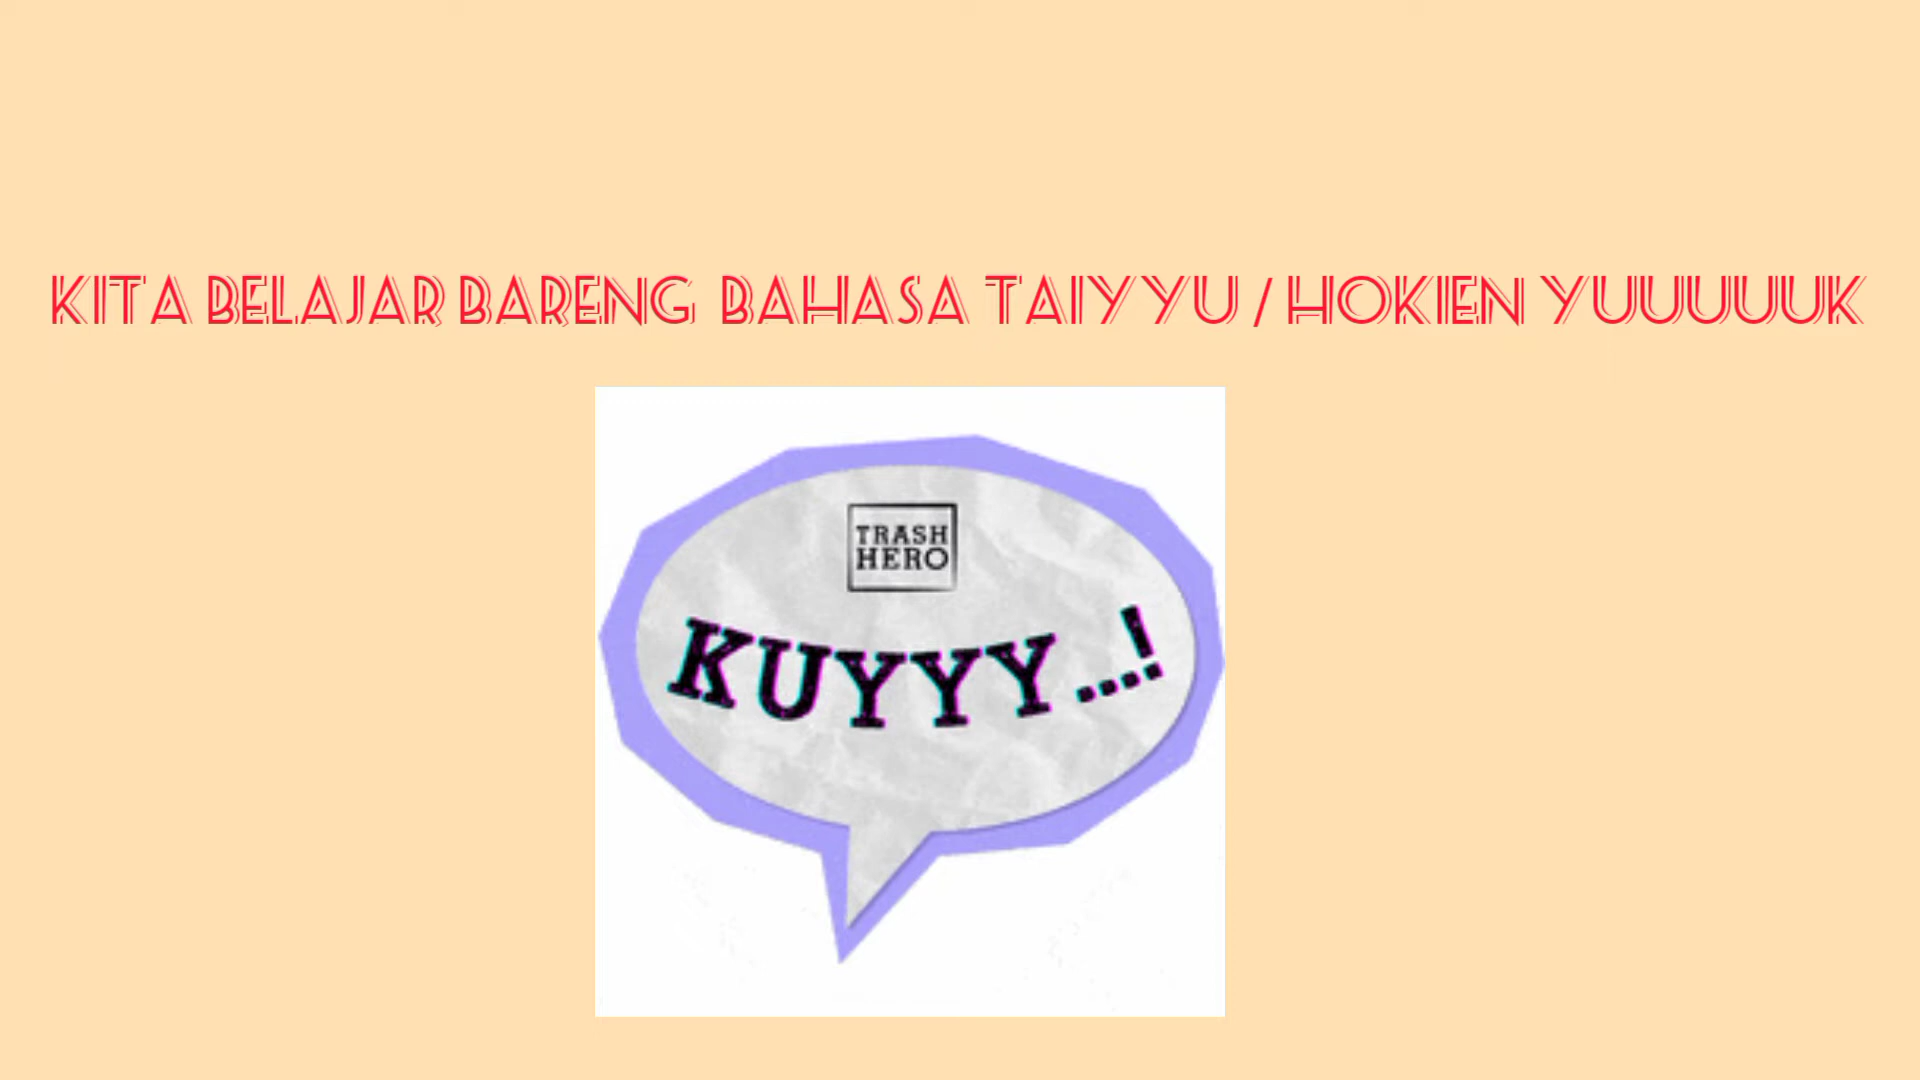 KITA BELAJAR BARENG BAHASA TAIYYU / HOKIEN YUUUUUK
TRASH
HERO
KUYYY...!